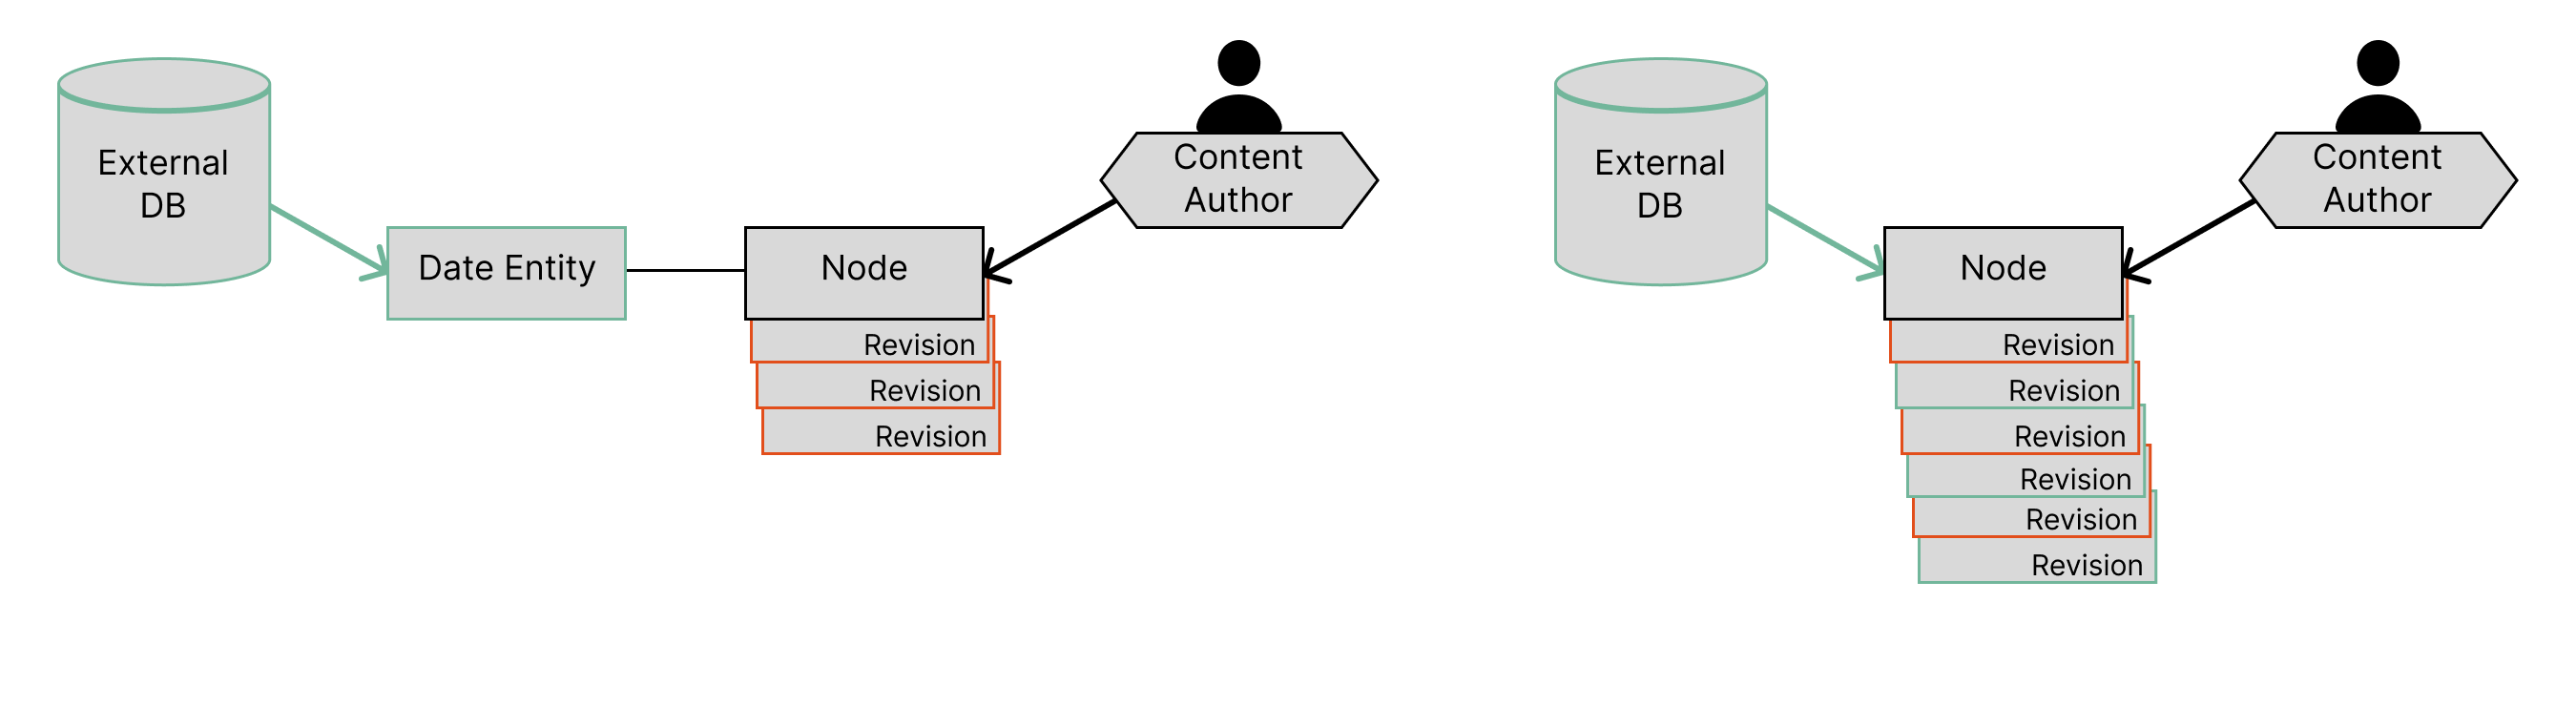 External
DB
Date Entity
Node
Revision
Revision
Revision
Content
Author
External
DB
Node
Revision
Revision
Revision
Revision
Revision
Revision
Content
Author